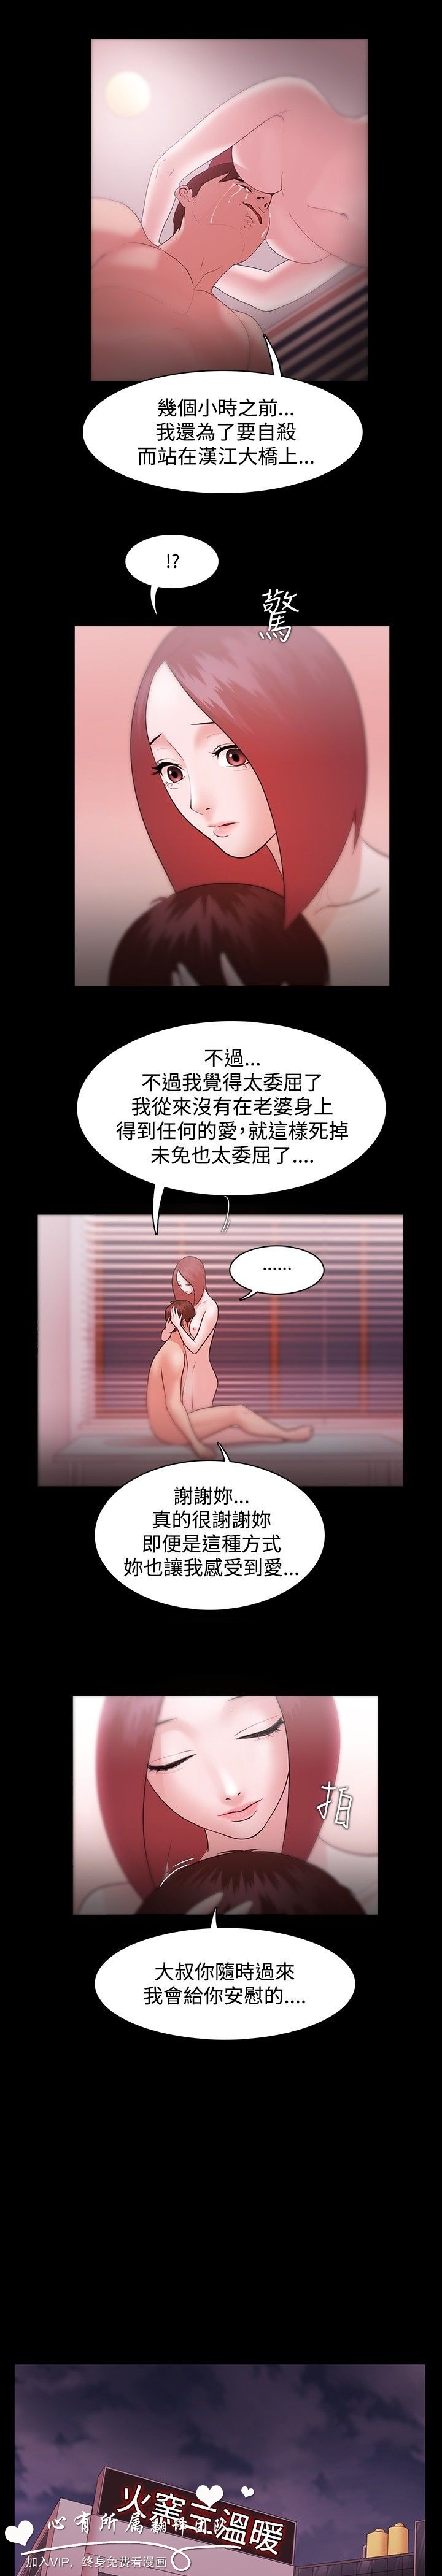 幾個小時之前...
我還為了要自殺
而站在漢江大橋上...
!?
驚
不過...
不過我覺得太委屈了
我從來沒有在老婆身上
得到任何的愛，就這樣死掉
未免也太委屈了....
......
謝謝妳...
真的很謝謝妳
即便是這種方式
妳也讓我感受到愛...
拍
大叔你隨時過來
我會給你安慰的....
火窯
溫暖
心有所屬翻译团队
加入VIP，终身免费看漫画